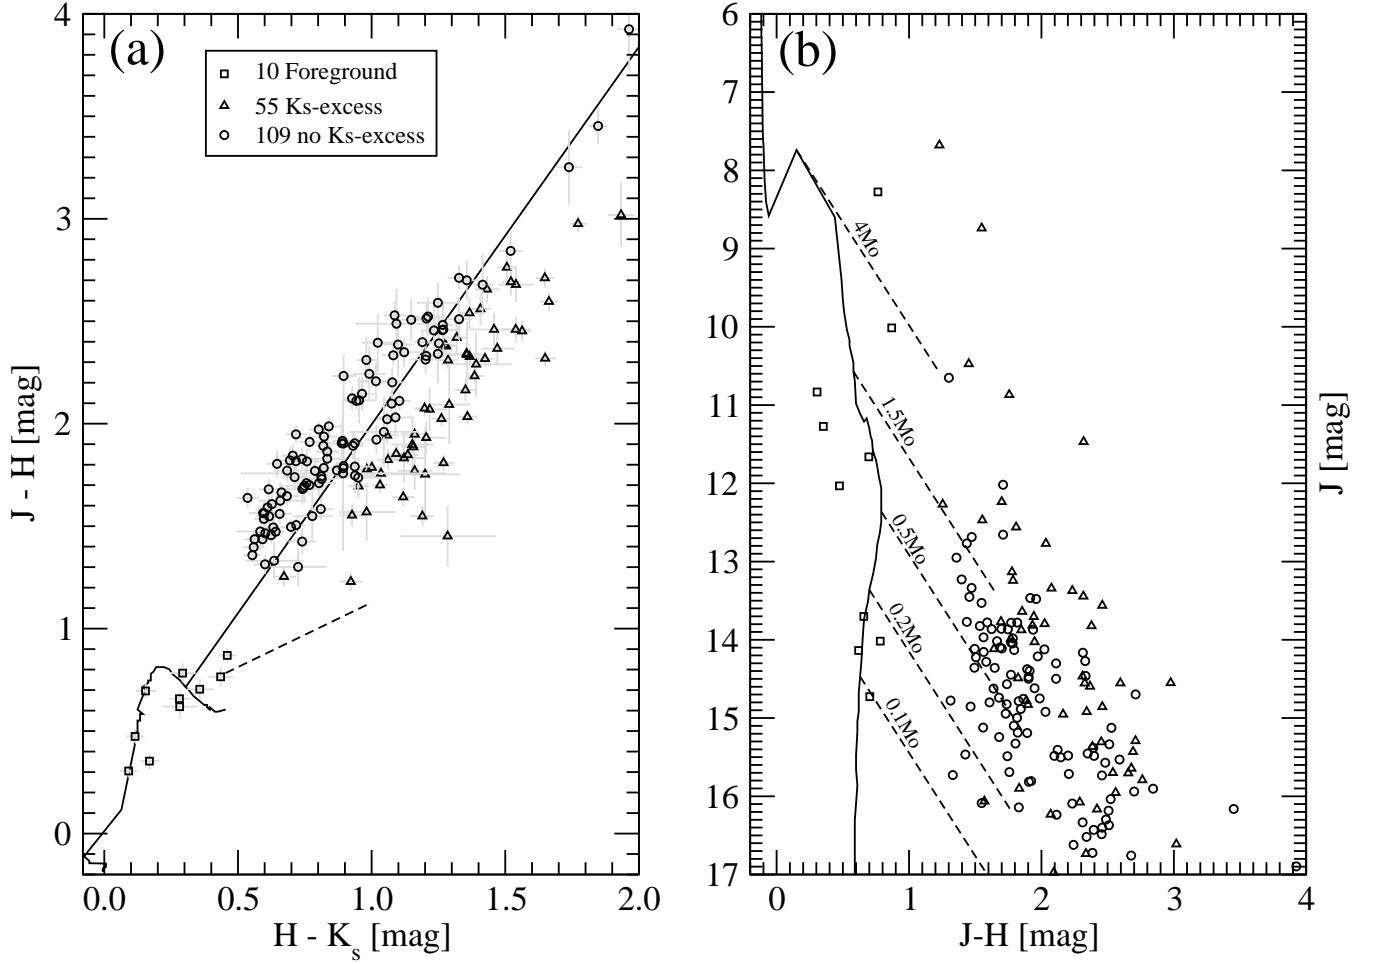 (a)
10 Foreground
55 Ks-excess
109 no Ks-excess
4
3
2
1
0
J - H [mag]
0.0 0.5 1.0 1.5 2.0
H - Ks [mag]
(b)
6
7
8
9
10
11
12
13
14
15
16
17
4Mo
1.5Mo
0.5Mo
0.2Mo
0.1Mo
J [mag]
0 1 2 3 4
J-H [mag]